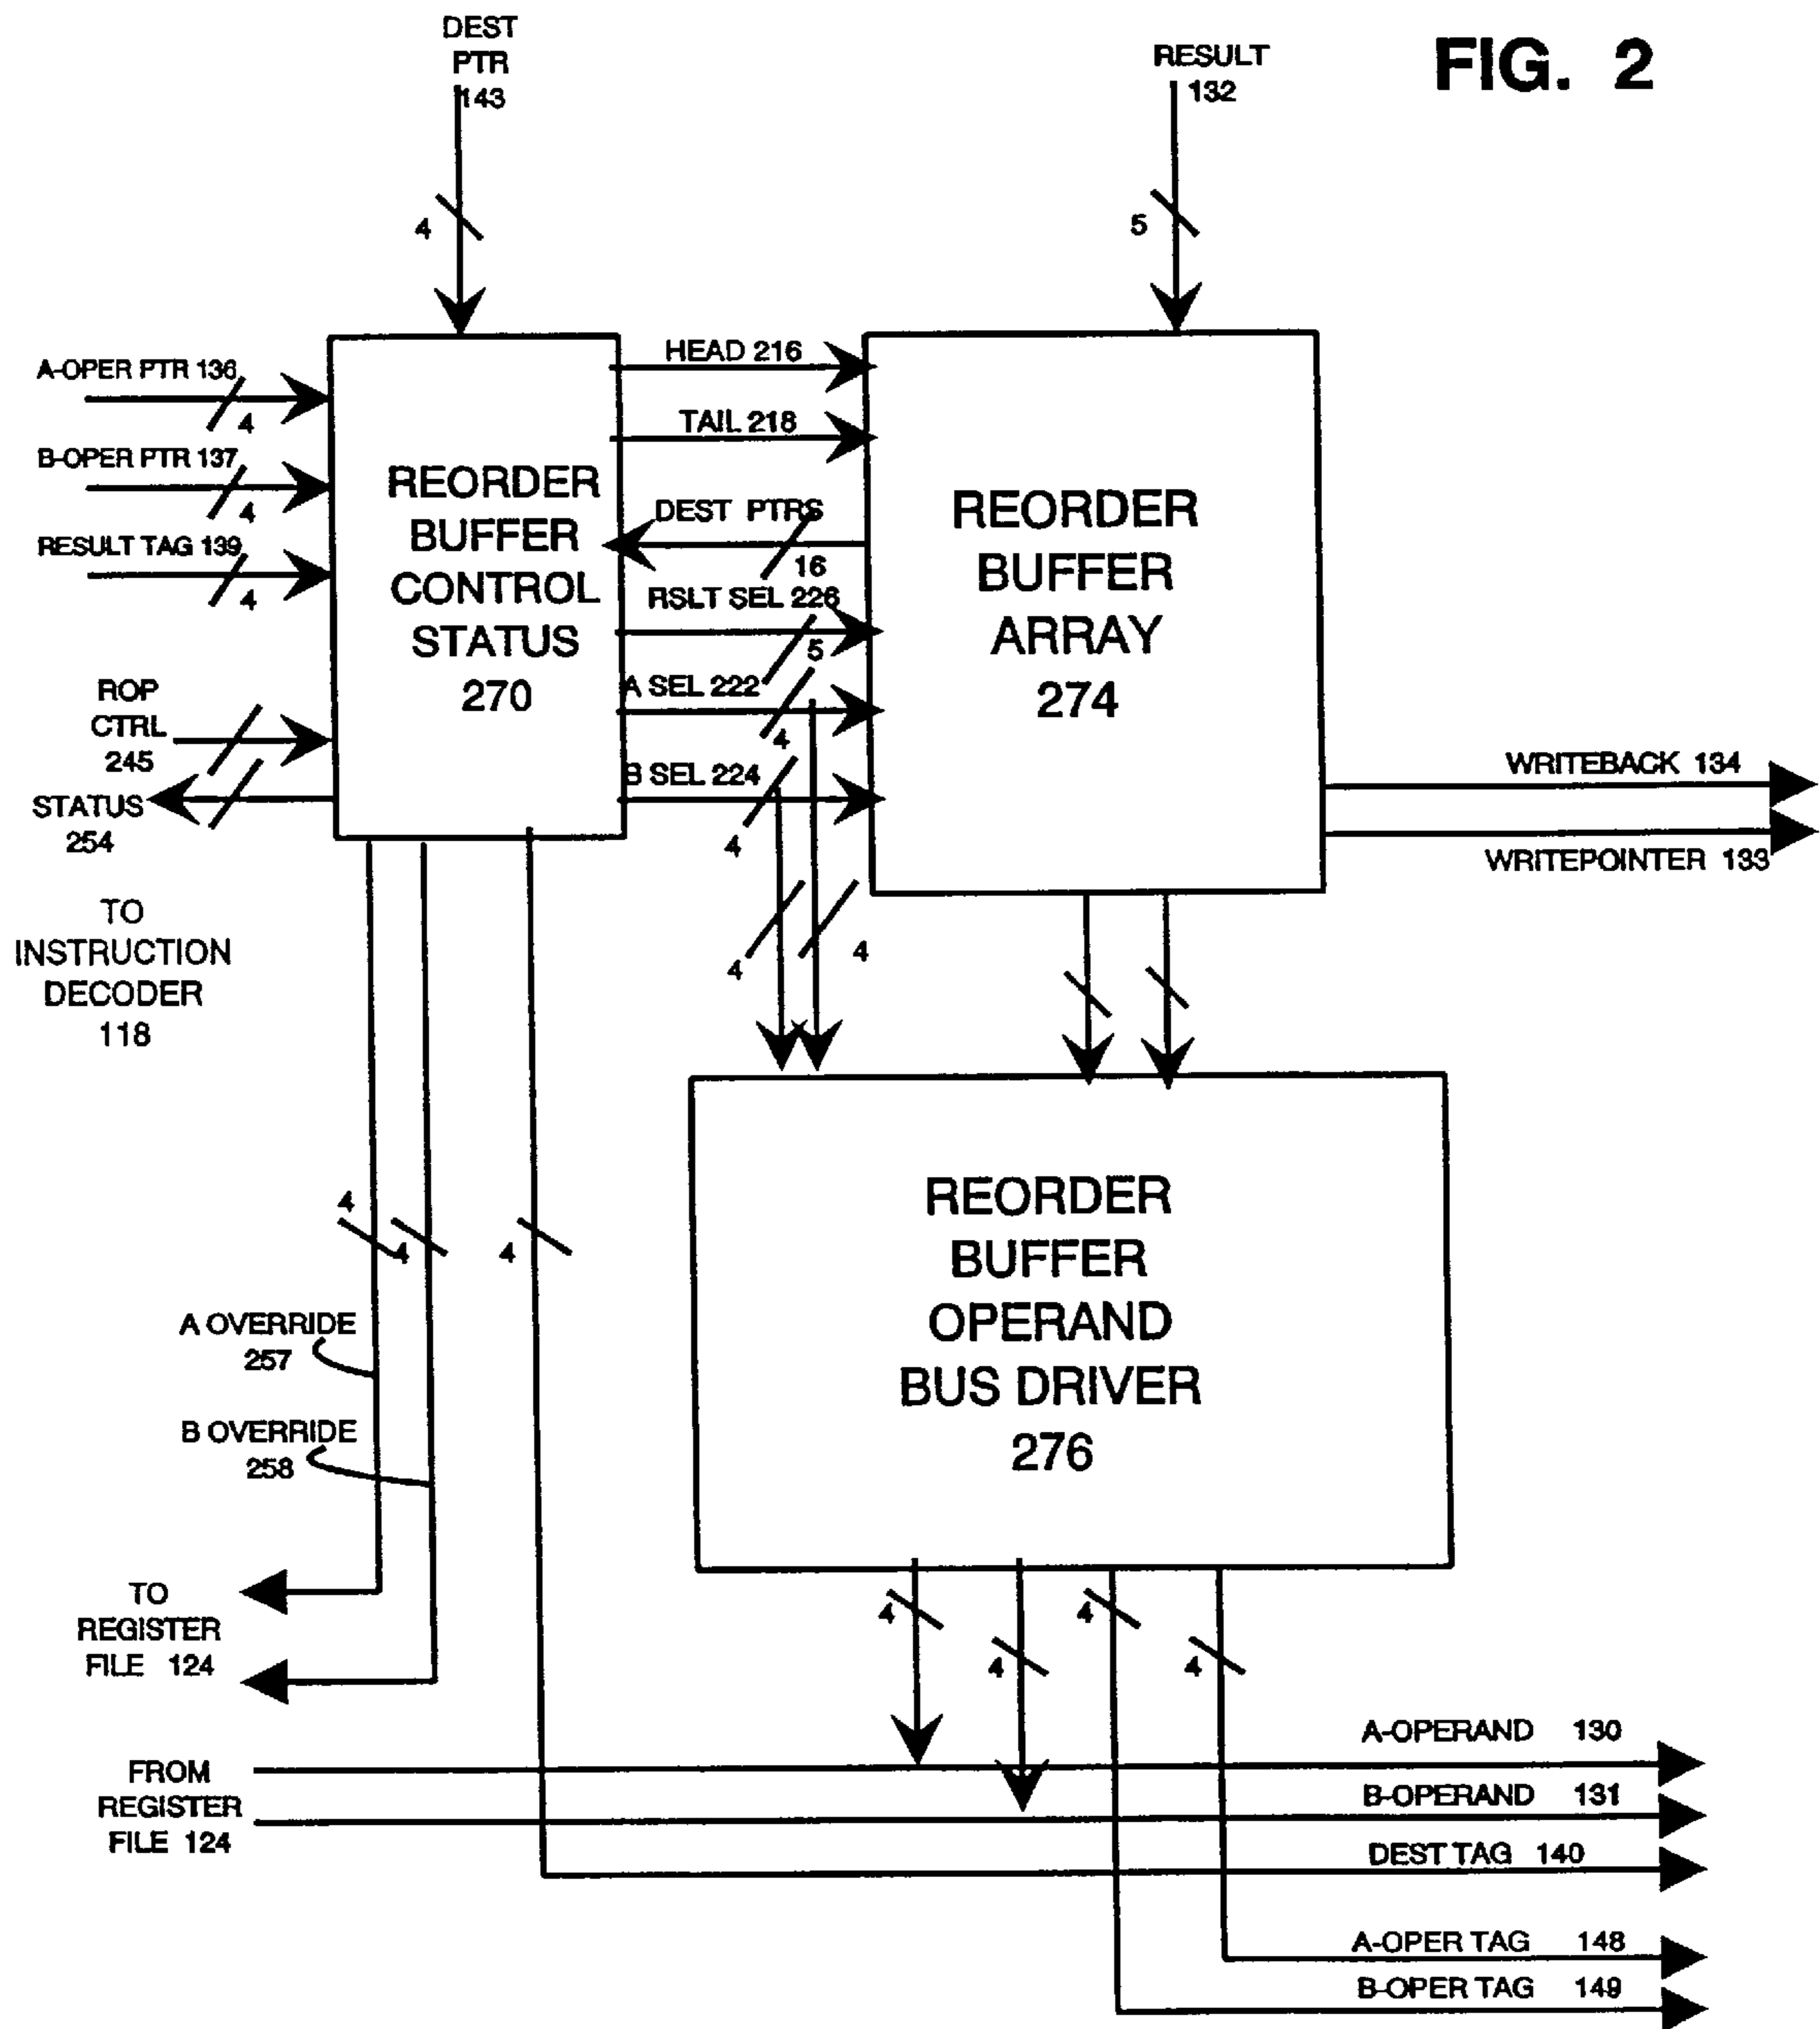 DEST
PTR
143
RESULT
132
FIG. 2
4
5
A-OPER PTR 136
4
B-OPER PTR 137
4
RESULT TAG 139
4
ROP
CTRL
245
STATUS
254
TO
INSTRUCTION
DECODER
118
REORDER
BUFFER
CONTROL
STATUS
270
HEAD 216
TAIL 218
DEST PTRS
16
RSLT SEL 226
5
A SEL 222
4
B SEL 224
4
4
4
REORDER
BUFFER
ARRAY
274
WRITEBACK 134
WRITEPOINTER 133
REORDER
BUFFER
OPERAND
BUS DRIVER
276
4
4
4
A OVERRIDE
257
B OVERRIDE
258
TO
REGISTER
FILE 124
4
4
4
4
FROM
REGISTER
FILE 124
A-OPERAND 130
B-OPERAND 131
DEST TAG 140
A-OPER TAG 148
B-OPER TAG 149